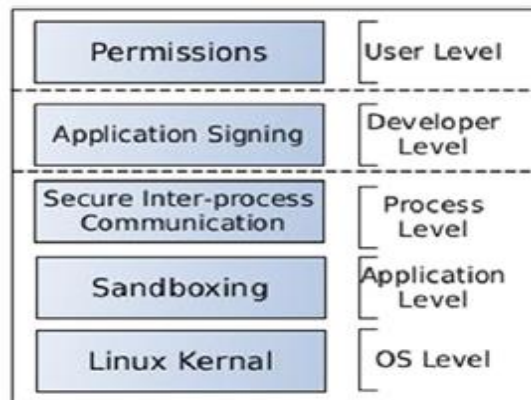 Permissions
User Level
Application Signing
Developer
Level
Secure Inter-process
Communication
Process
Level
Sandboxing
Application
Level
Linux Kernal
OS Level